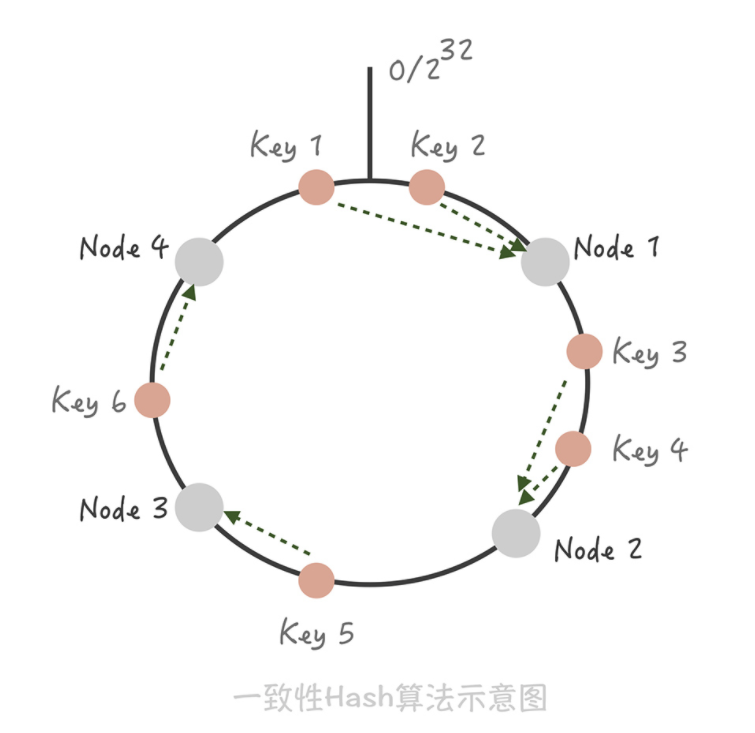 0/2^32
Key 1
Key 2
Node 4
Node 1
Key 3
Key 6
Key 4
Node 3
Node 2
Key 5
一致性Hash算法示意图